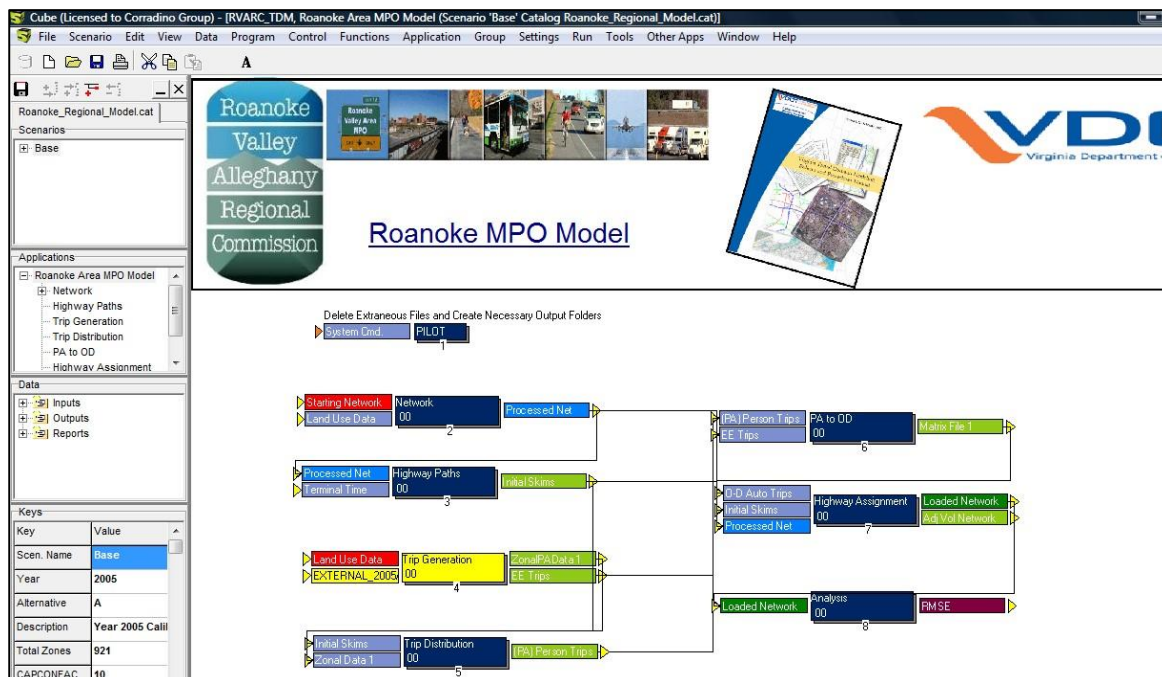 Cube (Licensed to Corradino Group) - [RVARC_TDM, Roanoke Area MPO Model (Scenario 'Base' Catalog Roanoke_Regional_Model.cat)]
File Scenario Edit View Data Program Control Functions Application Group Settings Run Tools Other Apps Window Help
A
Roanoke_Regional_Model.cat
Scenarios
Base
Applications
Roanoke Area MPO Model
Network
Highway Paths
Trip Generation
Trip Distribution
PA to OD
Highway Assignment
Data
Inputs
Outputs
Reports
Keys
Key Value
Scen. Name Base
Year 2005
Alternative A
Description Year 2005 Cali
Total Zones 921
CAPCONFAC 10
Roanoke
Valley
Alleghany
Regional
Commission
Roanoke
Valley Area
MPO
Roanoke MPO Model
VDO
Virginia Department
Delete Extraneous Files and Create Necessary Output Folders
System Cmd. PILOT
1
Starting Network Network Processed Net
Land Use Data 00
2
Processed Net Highway Paths Initial Skims
Terminal Time 00
3
Land Use Data Trip Generation ZonalPAData 1
EXTERNAL_2005 00 EE Trips
4
Initial Skims Trip Distribution (PA) Person Trips
Zonal Data 1 00
5
(PA) Person Trips PA to OD Matrix File 1
EE Trips 00
6
O-D Auto Trips Highway Assignment Loaded Network
Initial Skims 00 Adj Vol Network
Processed Net
7
Loaded Network Analysis RMSE
00
8